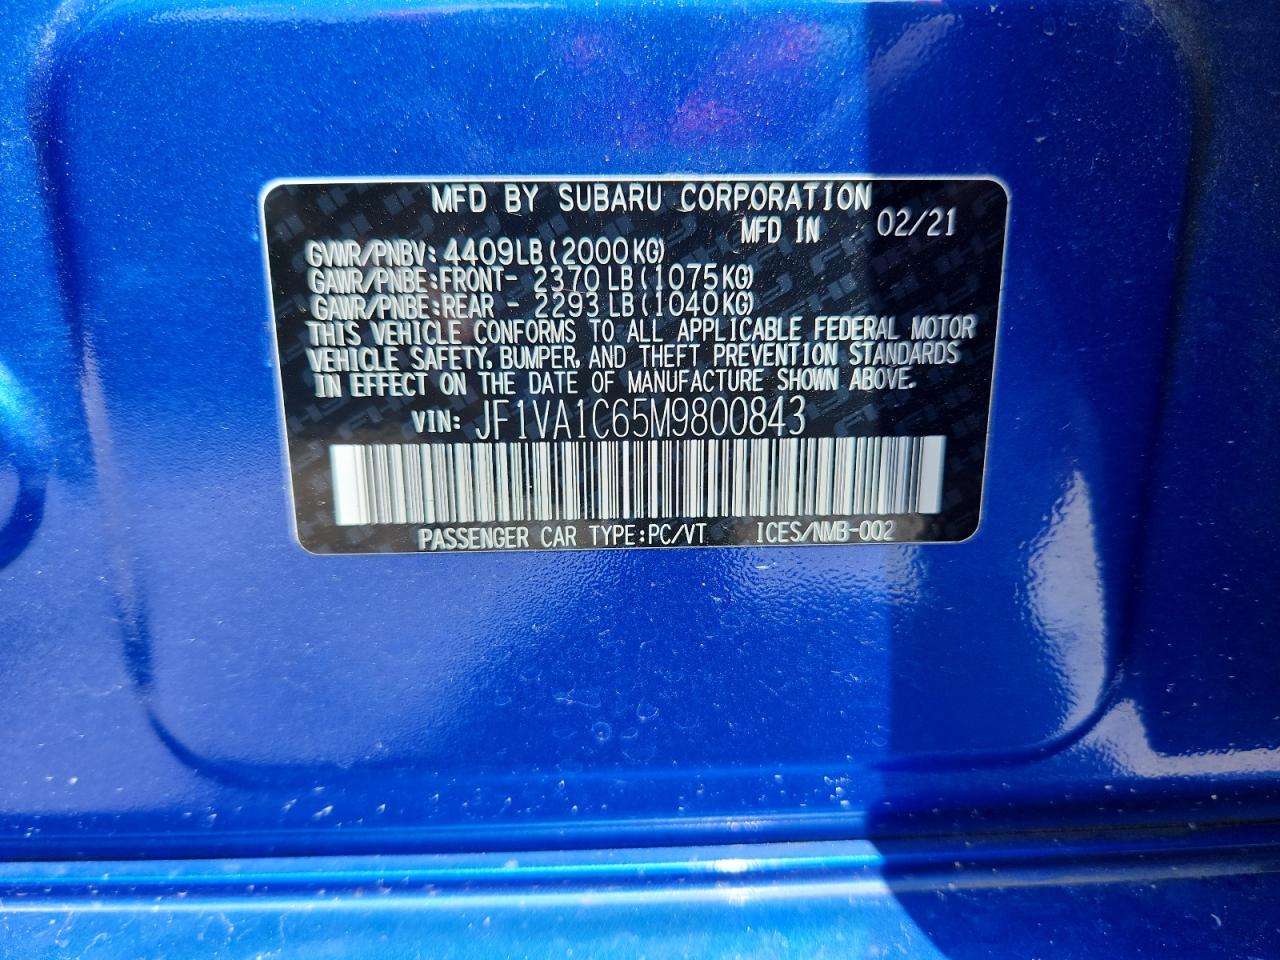 MFD BY SUBARU CORPORATION
MFD IN 02/21
GVWR/PNBV: 4409LB (2000KG)
GAWR/PNBE:FRONT- 2370 LB (1075KG)
GAWR/PNBE:REAR - 2293 LB (1040KG)
THIS VEHICLE CONFORMS TO ALL APPLICABLE FEDERAL MOTOR
VEHICLE SAFETY, BUMPER, AND THEFT PREVENTION STANDARDS
IN EFFECT ON THE DATE OF MANUFACTURE SHOWN ABOVE.
VIN: JF1VA1C65M9800843
PASSENGER CAR TYPE:PC/VT ICES/NMB-002